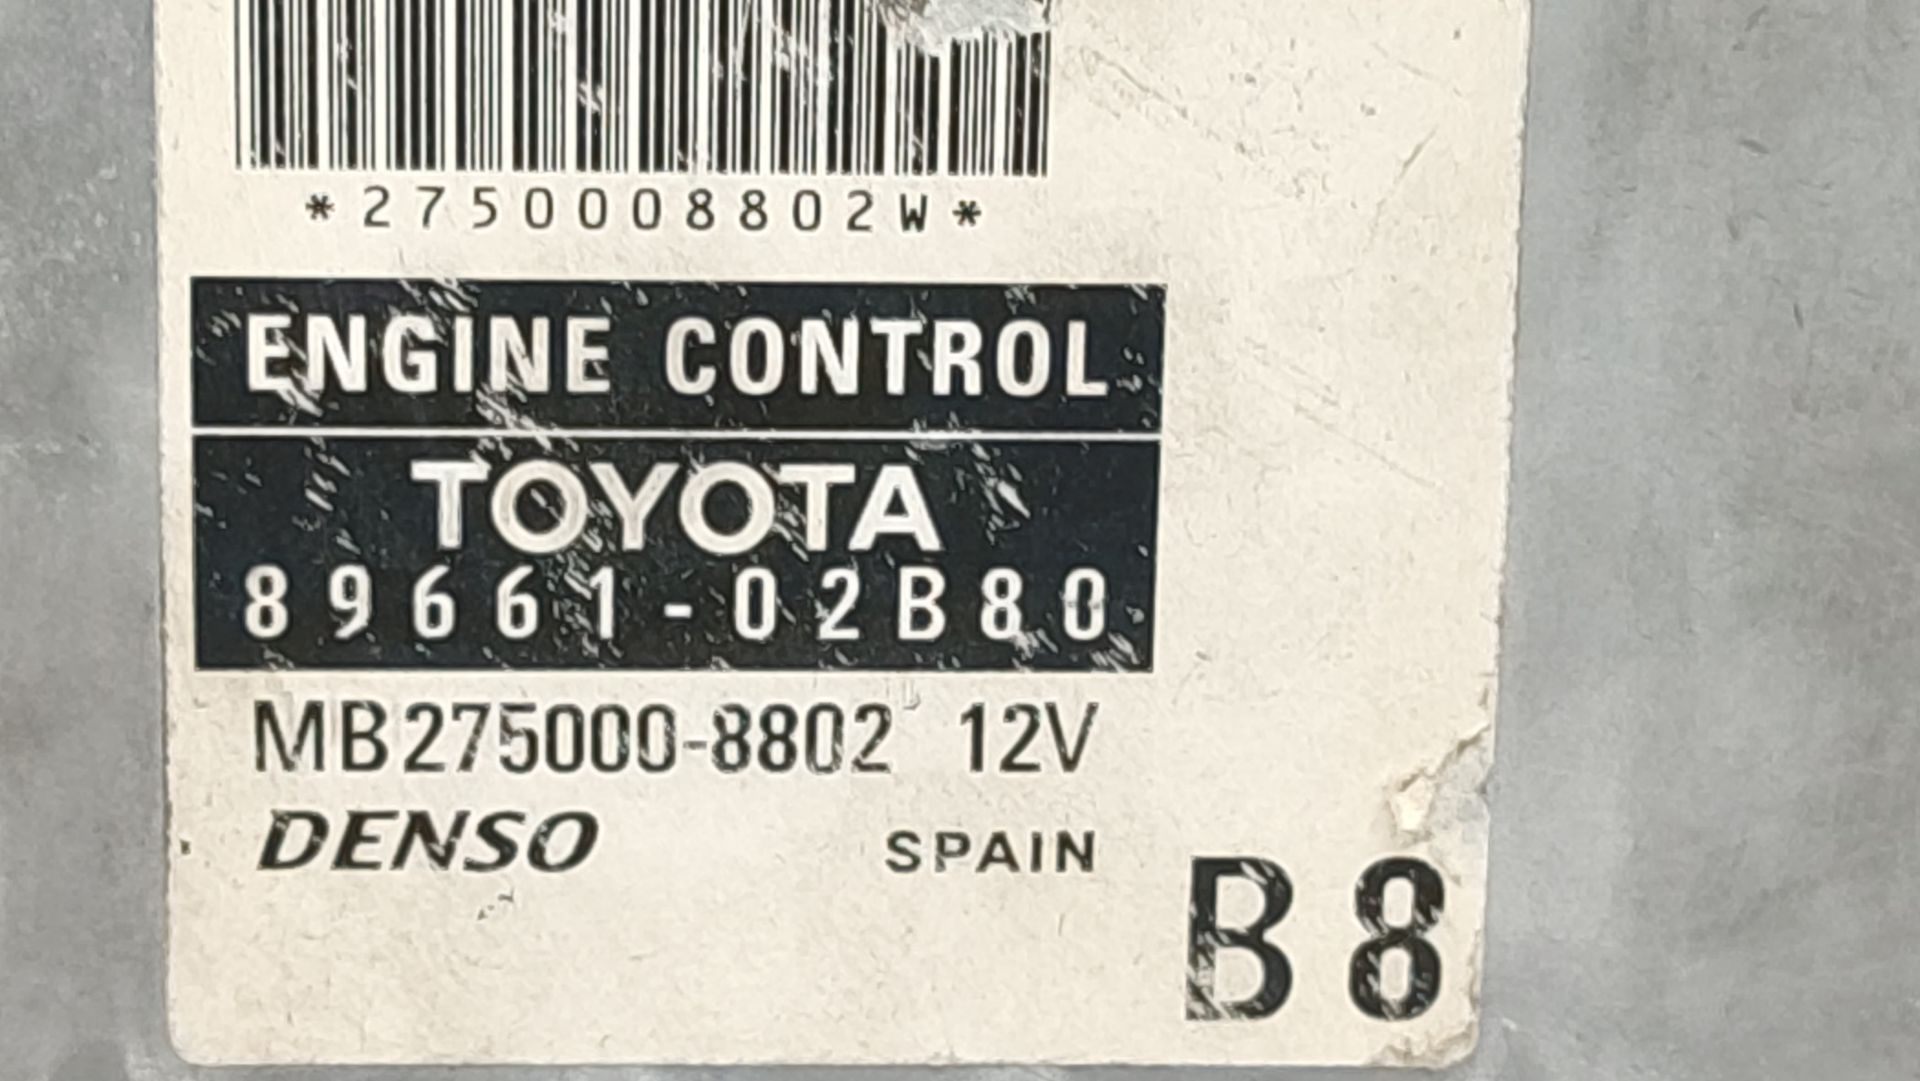 *2750008802W*
ENGINE CONTROL
TOYOTA
89661-02B80
MB275000-8802 12V
DENSO SPAIN
B8